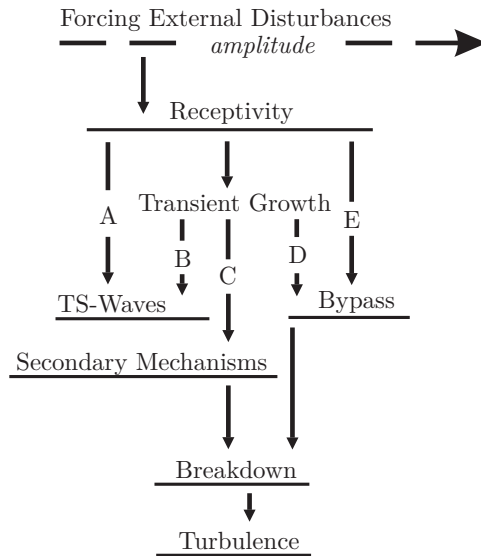 Forcing External Disturbances
amplitude
Receptivity
Transient Growth
A
E
B
D
C
TS-Waves
Bypass
Secondary Mechanisms
Breakdown
Turbulence